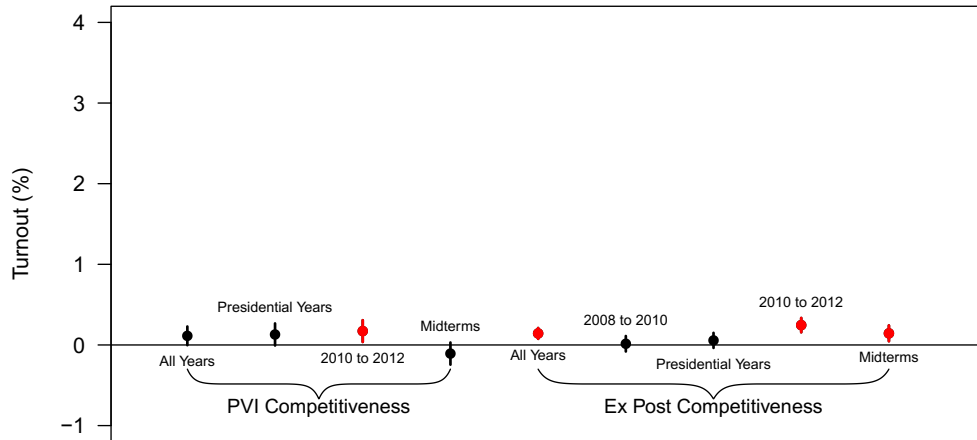 4
3
2
1
0
−1
Turnout (%)
All Years
Presidential Years
2010 to 2012
Midterms
All Years
2008 to 2010
Presidential Years
2010 to 2012
Midterms
PVI Competitiveness
Ex Post Competitiveness